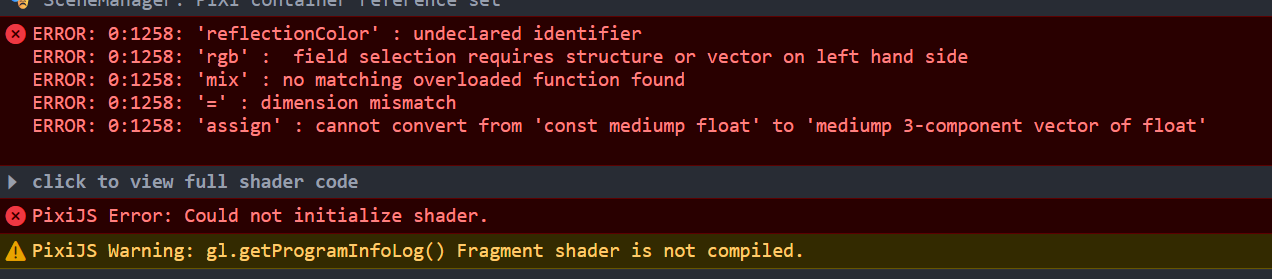 SceneManager: Pixi container reference set
ERROR: 0:1258: 'reflectionColor' : undeclared identifier
ERROR: 0:1258: 'rgb' :  field selection requires structure or vector on left hand side
ERROR: 0:1258: 'mix' : no matching overloaded function found
ERROR: 0:1258: '=' : dimension mismatch
ERROR: 0:1258: 'assign' : cannot convert from 'const mediump float' to 'mediump 3-component vector of float'
click to view full shader code
PixiJS Error: Could not initialize shader.
PixiJS Warning: gl.getProgramInfoLog() Fragment shader is not compiled.